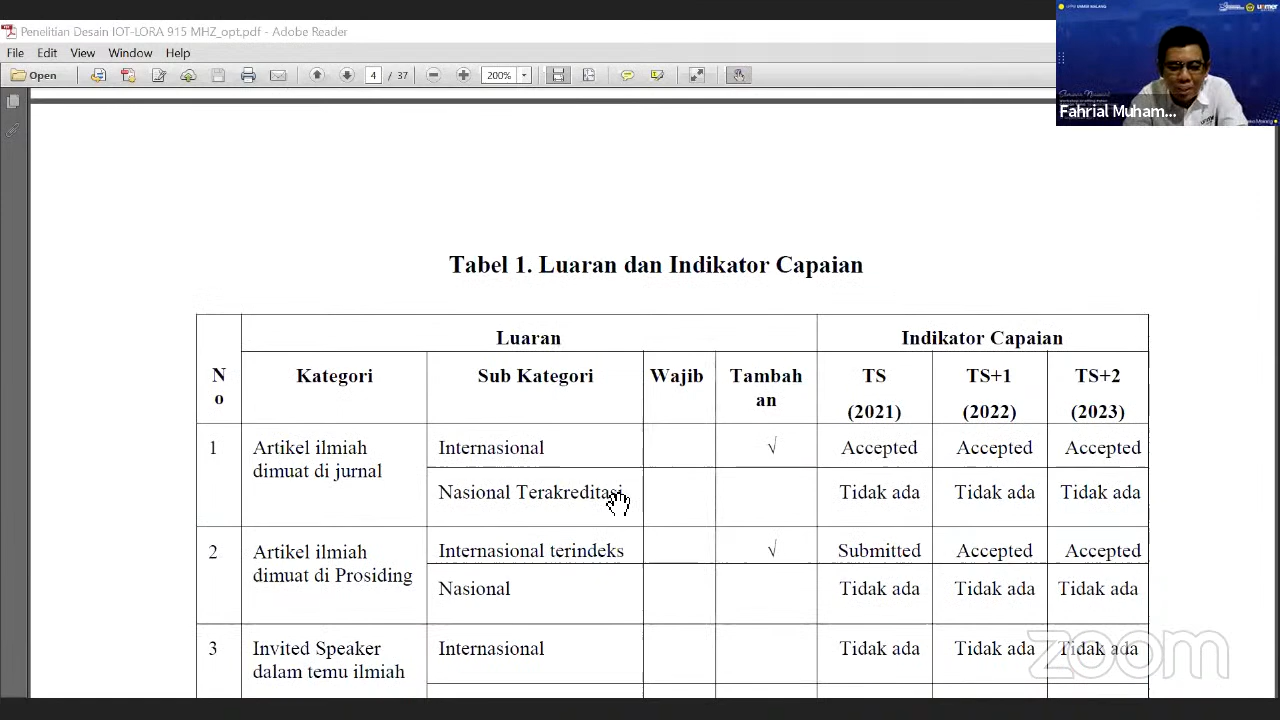 Penelitian Desain IOT-LORA 915 MHZ_opt.pdf - Adobe Reader
File Edit View Window Help
Open 4 / 37 200%
UNMER MALANG
unmer
Fahrial Muham...
Tabel 1. Luaran dan Indikator Capaian
N
o
Luaran
Indikator Capaian
Kategori
Sub Kategori
Wajib
Tambah
an
TS
(2021)
TS+1
(2022)
TS+2
(2023)
1
Artikel ilmiah
dimuat di jurnal
Internasional √ Accepted Accepted Accepted
Nasional Terakreditasi Tidak ada Tidak ada Tidak ada
2
Artikel ilmiah
dimuat di Prosiding
Internasional terindeks √ Submitted Accepted Accepted
Nasional Tidak ada Tidak ada Tidak ada
3
Invited Speaker
dalam temu ilmiah
Internasional Tidak ada Tidak ada Tidak ada
zoom